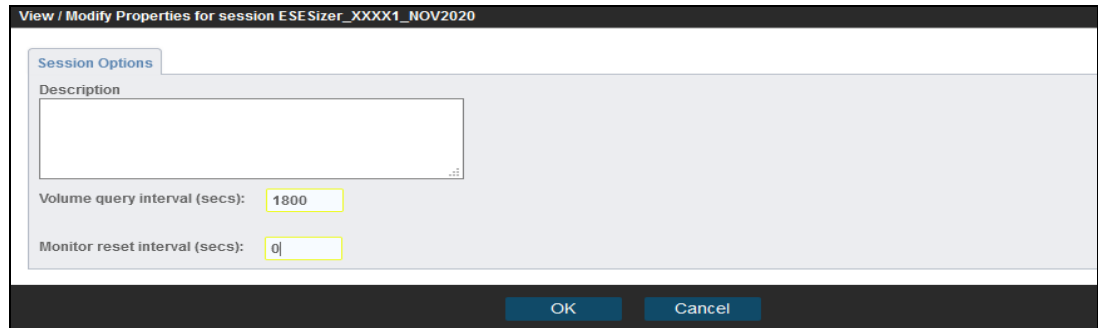 View / Modify Properties for session ESESizer_XXXX1_NOV2020
Session Options
Description
Volume query interval (secs): 1800
Monitor reset interval (secs): 0
OK Cancel